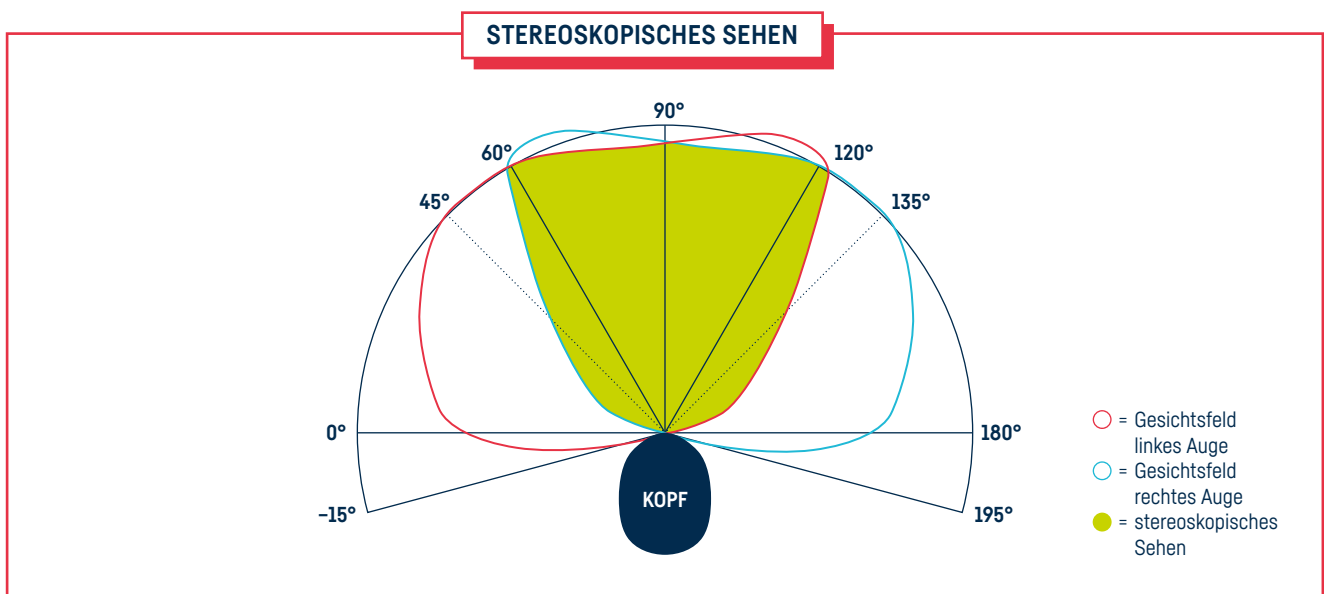 STEREOSKOPISCHES SEHEN
90°
60°
120°
45°
135°
0°
180°
–15°
195°
KOPF
= Gesichtsfeld
linkes Auge
= Gesichtsfeld
rechtes Auge
= stereoskopisches
Sehen